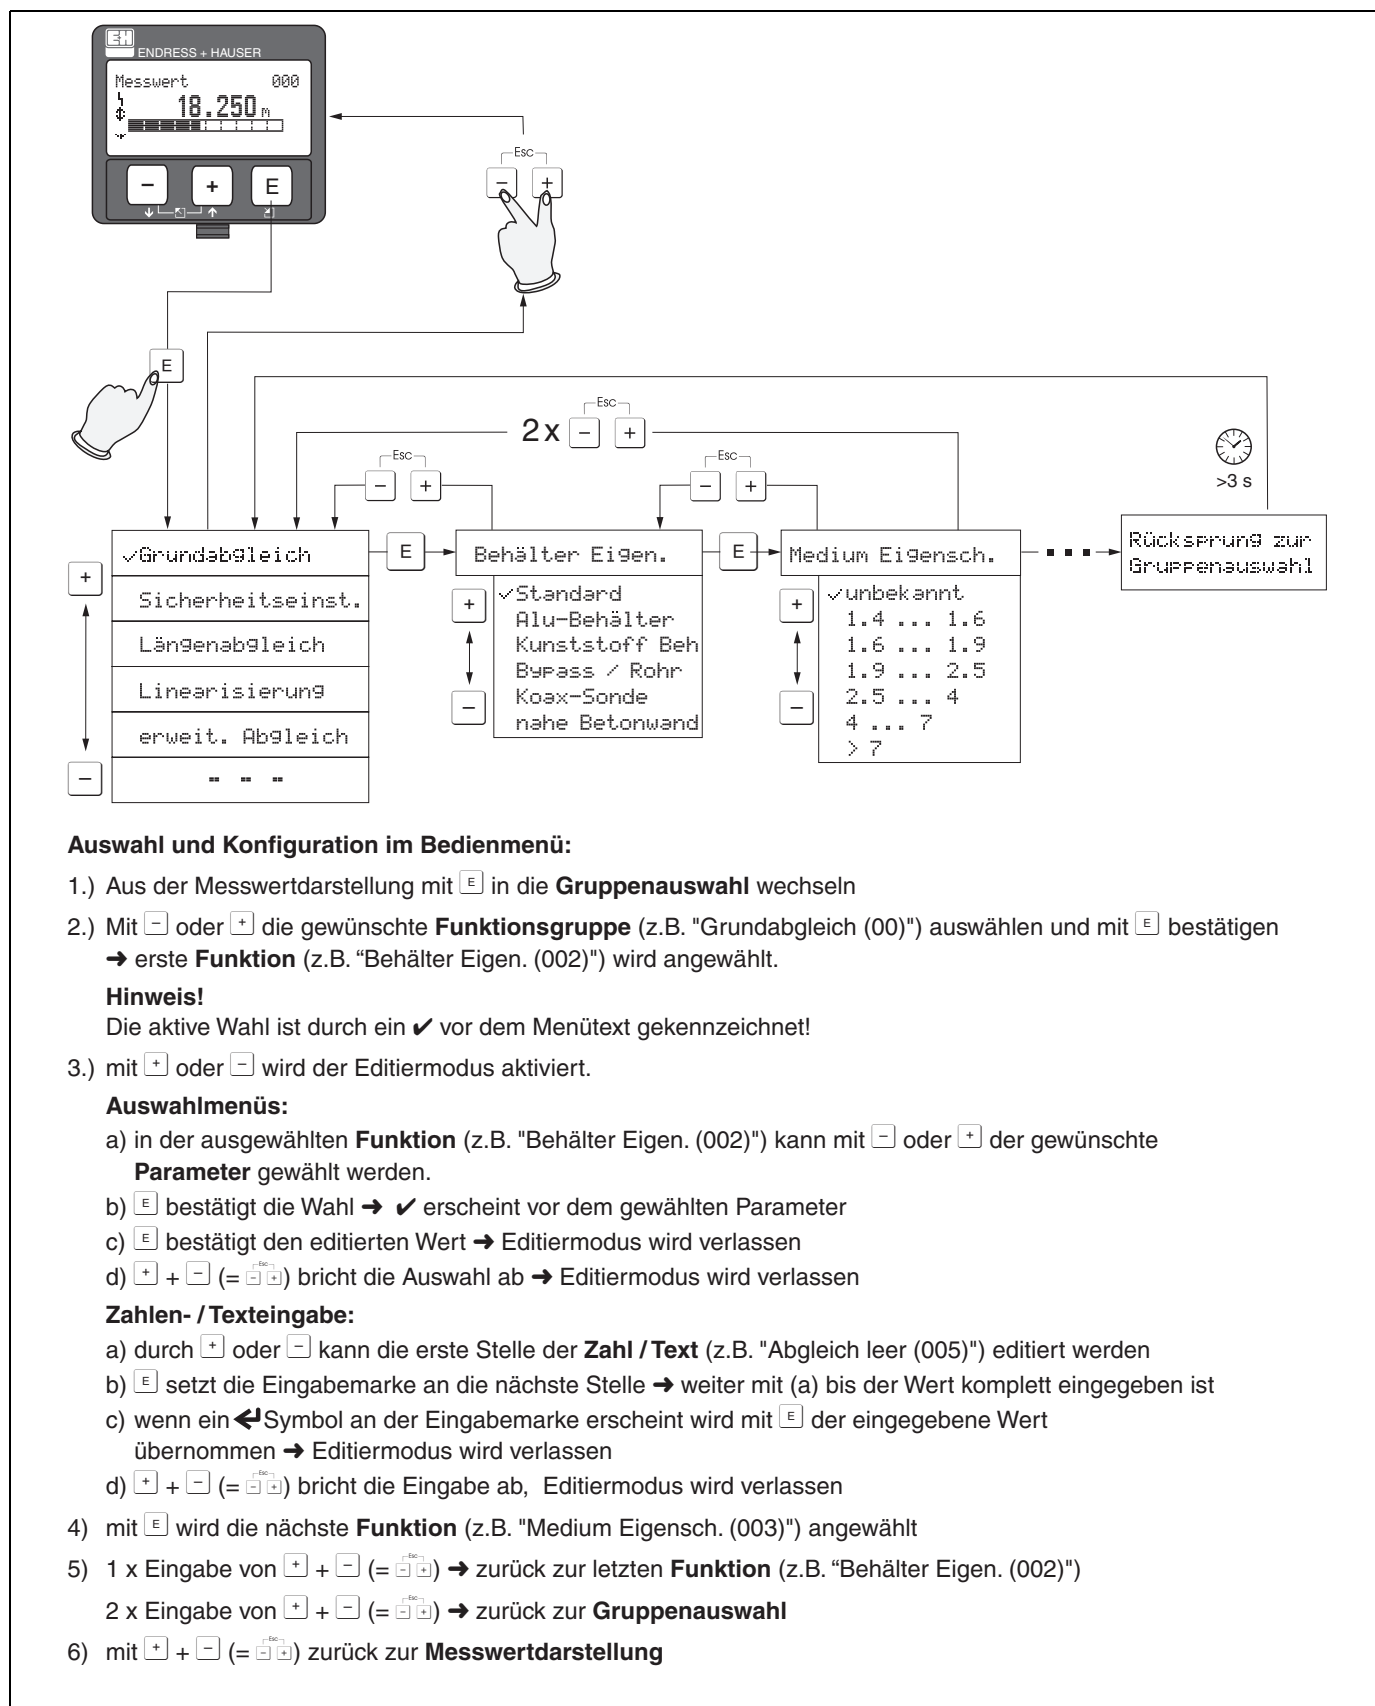 ENDRESS + HAUSER
Messwert 000
18.250 m
− + E
Esc
− +
E
2 x − +
Esc
Esc
− +
Esc
− +
>3 s
✓Grundabgleich
E
Behälter Eigen.
E
Medium Eigensch.
Rücksprung zur
Gruppenauswahl
+
−
Sicherheitseinst.
Längenabgleich
Linearisierung
erweit. Abgleich
- - -
+
−
✓Standard
Alu-Behälter
Kunststoff Beh
Bypass / Rohr
Koax-Sonde
nahe Betonwand
+
−
✓unbekannt
1.4 ... 1.6
1.6 ... 1.9
1.9 ... 2.5
2.5 ... 4
4 ... 7
> 7
Auswahl und Konfiguration im Bedienmenü:
1.) Aus der Messwertdarstellung mit E in die Gruppenauswahl wechseln
2.) Mit − oder + die gewünschte Funktionsgruppe (z.B. "Grundabgleich (00)") auswählen und mit E bestätigen
➜ erste Funktion (z.B. “Behälter Eigen. (002)") wird angewählt.
Hinweis!
Die aktive Wahl ist durch ein ✔ vor dem Menütext gekennzeichnet!
3.) mit + oder − wird der Editiermodus aktiviert.
Auswahlmenüs:
a) in der ausgewählten Funktion (z.B. "Behälter Eigen. (002)") kann mit − oder + der gewünschte
Parameter gewählt werden.
b) E bestätigt die Wahl ➜ ✔ erscheint vor dem gewählten Parameter
c) E bestätigt den editierten Wert ➜ Editiermodus wird verlassen
d) + + − (= Esc − +) bricht die Auswahl ab ➜ Editiermodus wird verlassen
Zahlen- / Texteingabe:
a) durch + oder − kann die erste Stelle der Zahl / Text (z.B. "Abgleich leer (005)") editiert werden
b) E setzt die Eingabemarke an die nächste Stelle ➜ weiter mit (a) bis der Wert komplett eingegeben ist
c) wenn ein ↵ Symbol an der Eingabemarke erscheint wird mit E der eingegebene Wert
übernommen ➜ Editiermodus wird verlassen
d) + + − (= Esc − +) bricht die Eingabe ab, Editiermodus wird verlassen
4) mit E wird die nächste Funktion (z.B. "Medium Eigensch. (003)") angewählt
5) 1 x Eingabe von + + − (= Esc − +) ➜ zurück zur letzten Funktion (z.B. “Behälter Eigen. (002)")
2 x Eingabe von + + − (= Esc − +) ➜ zurück zur Gruppenauswahl
6) mit + + − (= Esc − +) zurück zur Messwertdarstellung